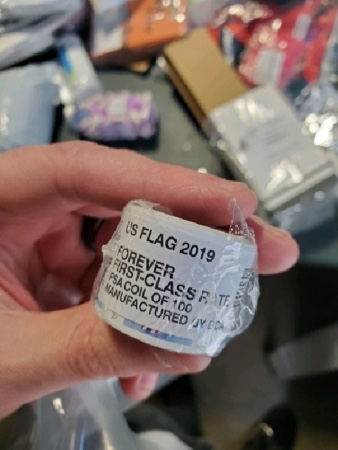 US FLAG 2019
FOREVER
FIRST-CLASS RATE
PSA COIL OF 100
MANUFACTURED BY